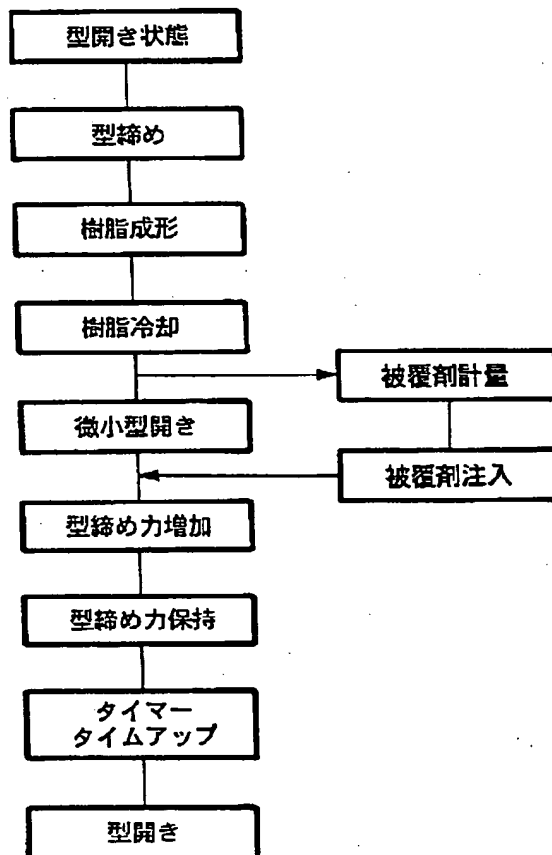 型開き状態
型締め
樹脂成形
樹脂冷却
被覆剤計量
微小型開き
被覆剤注入
型締め力増加
型締め力保持
タイマー
タイムアップ
型開き